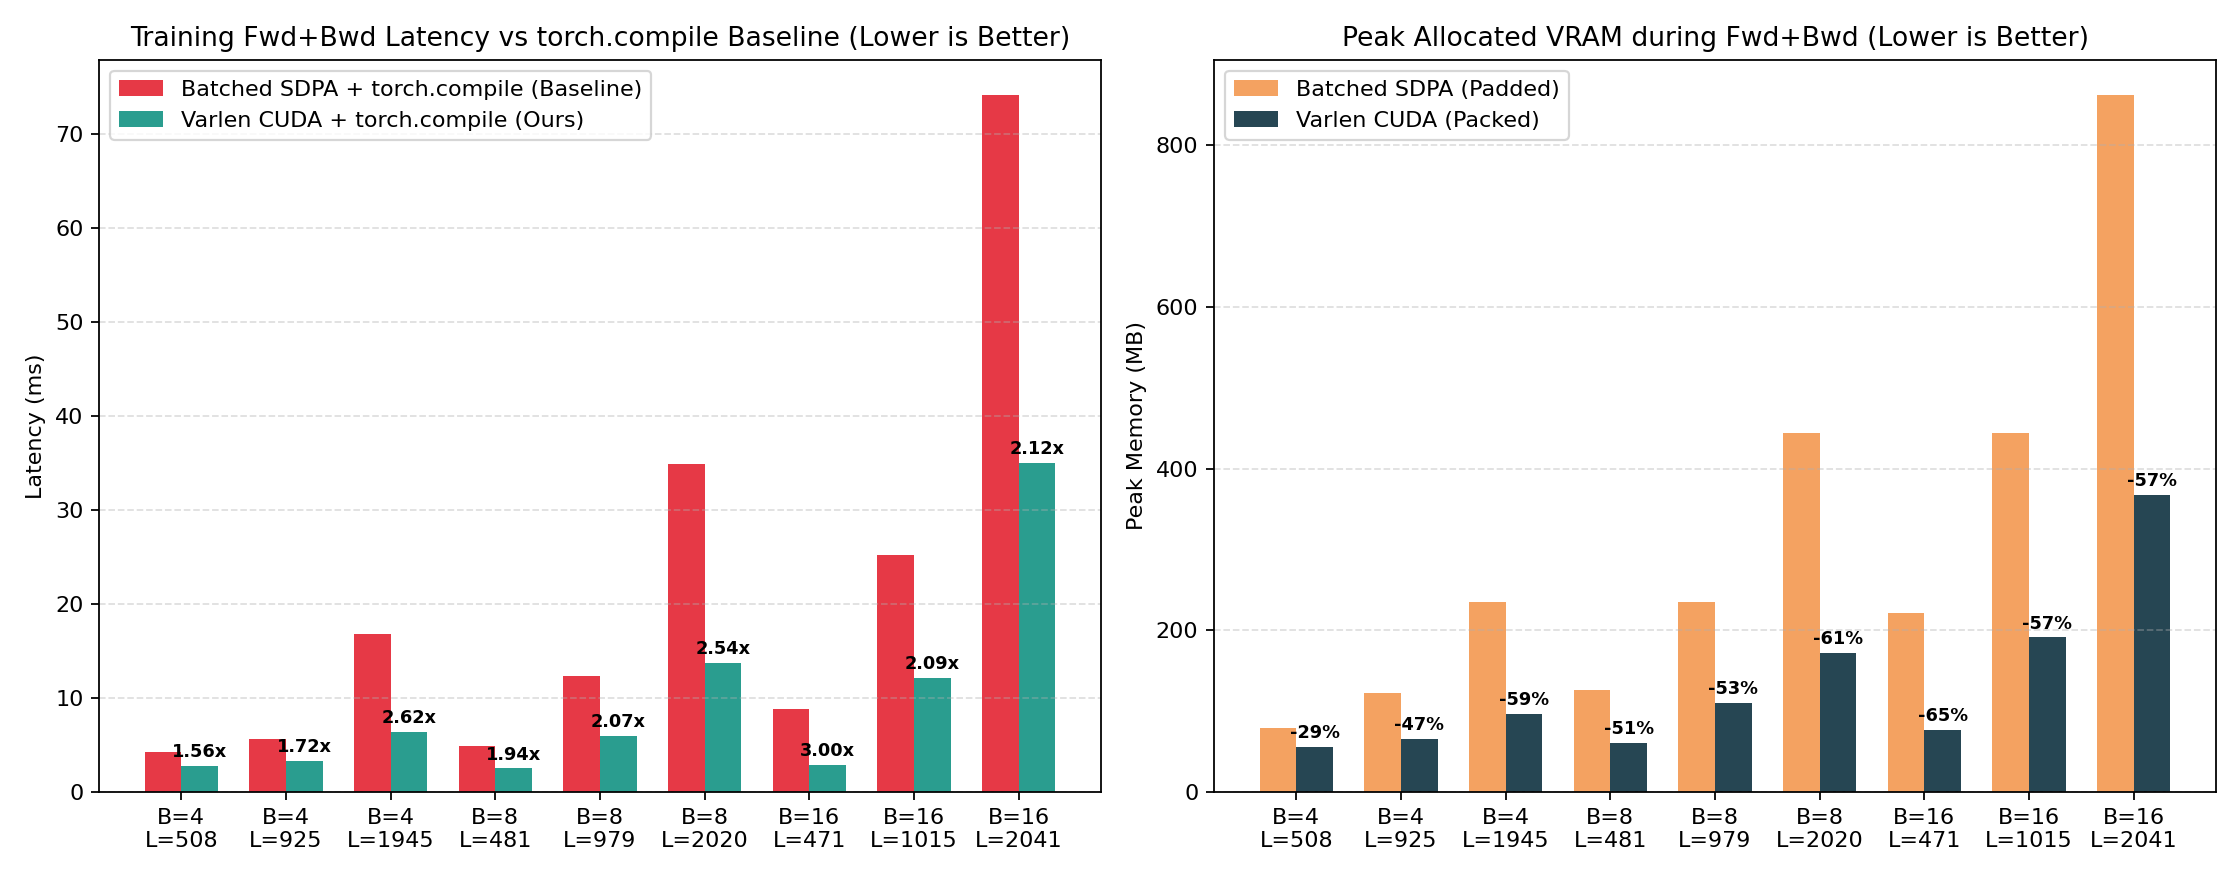 Training Fwd+Bwd Latency vs torch.compile Baseline (Lower is Better)
Batched SDPA + torch.compile (Baseline)
Varlen CUDA + torch.compile (Ours)
Latency (ms)
70
60
50
40
30
20
10
0
1.56x
1.72x
2.62x
1.94x
2.07x
2.54x
3.00x
2.09x
2.12x
B=4 B=4 B=4 B=8 B=8 B=8 B=16 B=16 B=16
L=508 L=925 L=1945 L=481 L=979 L=2020 L=471 L=1015 L=2041
Peak Allocated VRAM during Fwd+Bwd (Lower is Better)
Batched SDPA (Padded)
Varlen CUDA (Packed)
Peak Memory (MB)
800
600
400
200
0
-29%
-47%
-59%
-51%
-53%
-61%
-65%
-57%
-57%
B=4 B=4 B=4 B=8 B=8 B=8 B=16 B=16 B=16
L=508 L=925 L=1945 L=481 L=979 L=2020 L=471 L=1015 L=2041